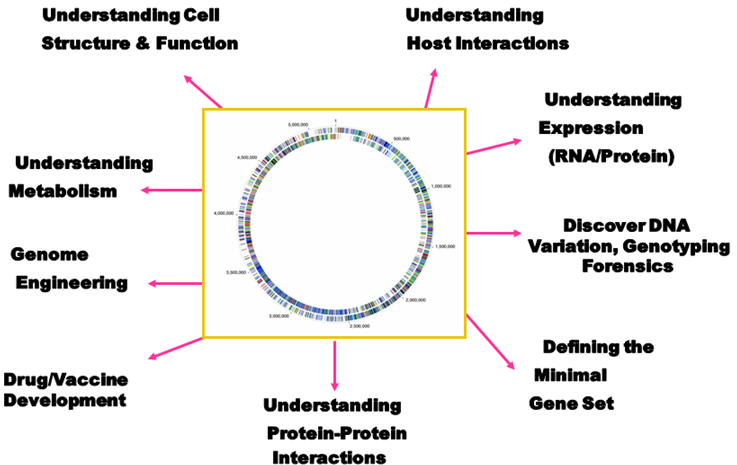 Understanding Cell
Structure & Function
Understanding
Host Interactions
Understanding
Expression
(RNA/Protein)
Understanding
Metabolism
Discover DNA
Variation, Genotyping
Forensics
Genome
Engineering
Defining the
Minimal
Gene Set
Drug/Vaccine
Development
Understanding
Protein-Protein
Interactions
1
500,000
1,000,000
1,500,000
2,000,000
2,500,000
3,000,000
3,500,000
4,000,000
4,500,000
5,000,000